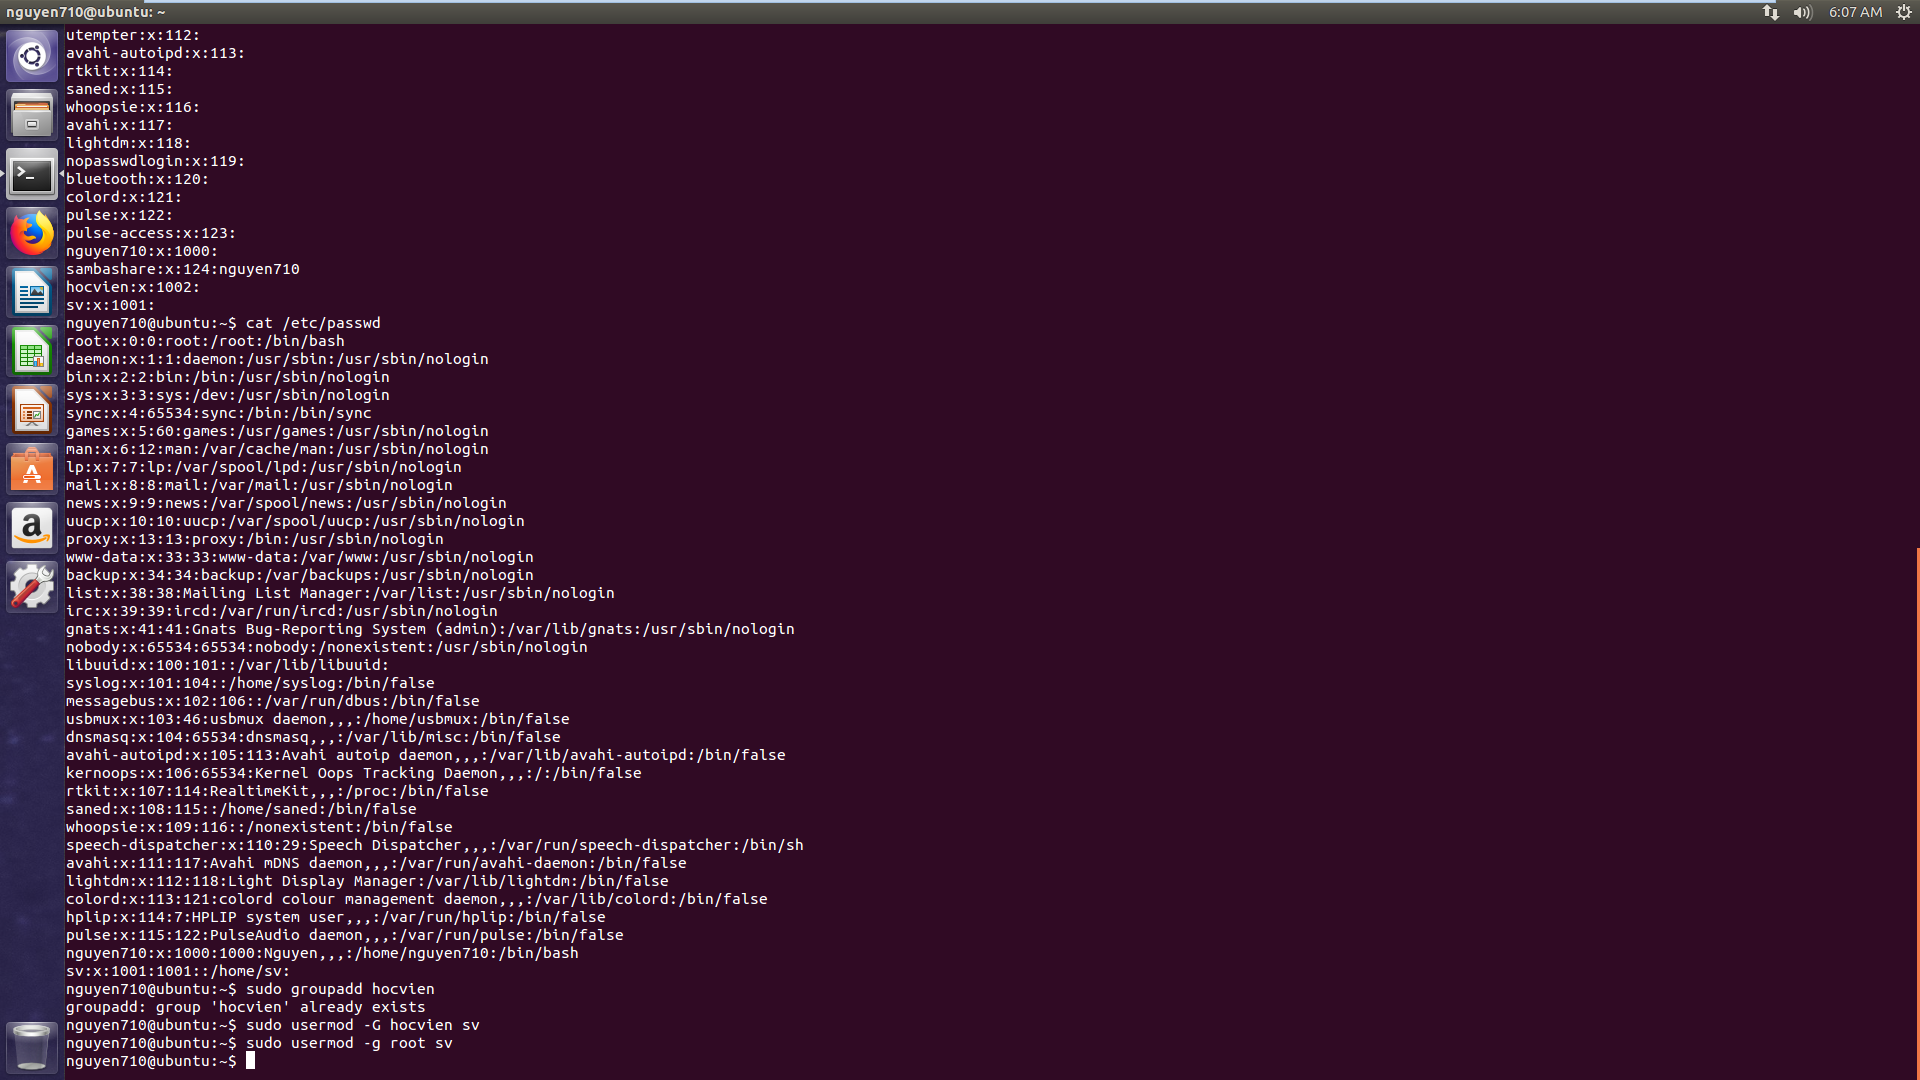 nguyen710@ubuntu: ~
6:07 AM
utempter:x:112:
avahi-autoipd:x:113:
rtkit:x:114:
saned:x:115:
whoopsie:x:116:
avahi:x:117:
lightdm:x:118:
nopasswdlogin:x:119:
bluetooth:x:120:
colord:x:121:
pulse:x:122:
pulse-access:x:123:
nguyen710:x:1000:
sambashare:x:124:nguyen710
hocvien:x:1002:
sv:x:1001:
nguyen710@ubuntu:~$ cat /etc/passwd
root:x:0:0:root:/root:/bin/bash
daemon:x:1:1:daemon:/usr/sbin:/usr/sbin/nologin
bin:x:2:2:bin:/bin:/usr/sbin/nologin
sys:x:3:3:sys:/dev:/usr/sbin/nologin
sync:x:4:65534:sync:/bin:/bin/sync
games:x:5:60:games:/usr/games:/usr/sbin/nologin
man:x:6:12:man:/var/cache/man:/usr/sbin/nologin
lp:x:7:7:lp:/var/spool/lpd:/usr/sbin/nologin
mail:x:8:8:mail:/var/mail:/usr/sbin/nologin
news:x:9:9:news:/var/spool/news:/usr/sbin/nologin
uucp:x:10:10:uucp:/var/spool/uucp:/usr/sbin/nologin
proxy:x:13:13:proxy:/bin:/usr/sbin/nologin
www-data:x:33:33:www-data:/var/www:/usr/sbin/nologin
backup:x:34:34:backup:/var/backups:/usr/sbin/nologin
list:x:38:38:Mailing List Manager:/var/list:/usr/sbin/nologin
irc:x:39:39:ircd:/var/run/ircd:/usr/sbin/nologin
gnats:x:41:41:Gnats Bug-Reporting System (admin):/var/lib/gnats:/usr/sbin/nologin
nobody:x:65534:65534:nobody:/nonexistent:/usr/sbin/nologin
libuuid:x:100:101::/var/lib/libuuid:
syslog:x:101:104::/home/syslog:/bin/false
messagebus:x:102:106::/var/run/dbus:/bin/false
usbmux:x:103:46:usbmux daemon,,,:/home/usbmux:/bin/false
dnsmasq:x:104:65534:dnsmasq,,,:/var/lib/misc:/bin/false
avahi-autoipd:x:105:113:Avahi autoip daemon,,,:/var/lib/avahi-autoipd:/bin/false
kernoops:x:106:65534:Kernel Oops Tracking Daemon,,,:/:/bin/false
rtkit:x:107:114:RealtimeKit,,,:/proc:/bin/false
saned:x:108:115::/home/saned:/bin/false
whoopsie:x:109:116::/nonexistent:/bin/false
speech-dispatcher:x:110:29:Speech Dispatcher,,,:/var/run/speech-dispatcher:/bin/sh
avahi:x:111:117:Avahi mDNS daemon,,,:/var/run/avahi-daemon:/bin/false
lightdm:x:112:118:Light Display Manager:/var/lib/lightdm:/bin/false
colord:x:113:121:colord colour management daemon,,,:/var/lib/colord:/bin/false
hplip:x:114:7:HPLIP system user,,,:/var/run/hplip:/bin/false
pulse:x:115:122:PulseAudio daemon,,,:/var/run/pulse:/bin/false
nguyen710:x:1000:1000:Nguyen,,,:/home/nguyen710:/bin/bash
sv:x:1001:1001::/home/sv:
nguyen710@ubuntu:~$ sudo groupadd hocvien
groupadd: group 'hocvien' already exists
nguyen710@ubuntu:~$ sudo usermod -G hocvien sv
nguyen710@ubuntu:~$ sudo usermod -g root sv
nguyen710@ubuntu:~$